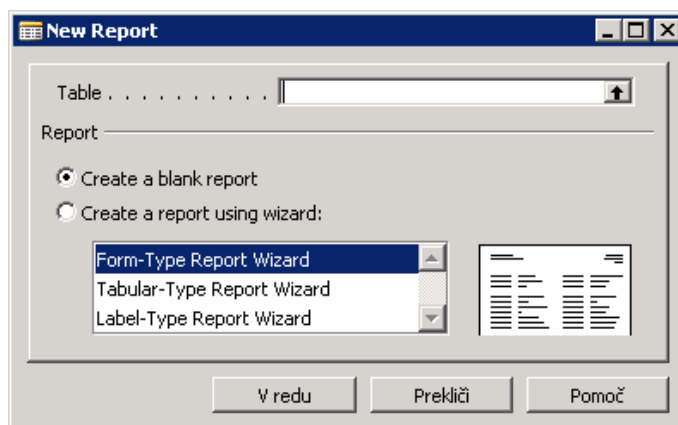 New Report
Table . . . . . . . . . .
Report
Create a blank report
Create a report using wizard:
Form-Type Report Wizard
Tabular-Type Report Wizard
Label-Type Report Wizard
V redu Prekliči Pomoč